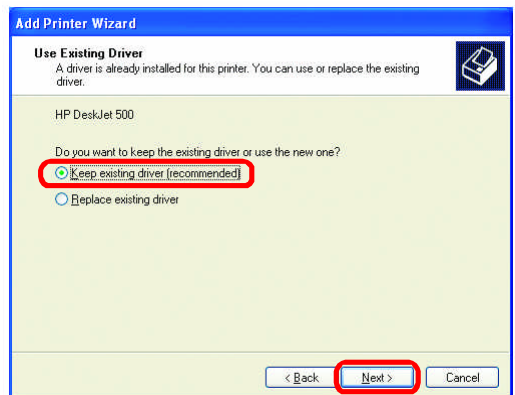 Add Printer Wizard
Use Existing Driver
A driver is already installed for this printer. You can use or replace the existing
driver.
HP DeskJet 500
Do you want to keep the existing driver or use the new one?
Keep existing driver (recommended)
Replace existing driver
< Back
Next >
Cancel